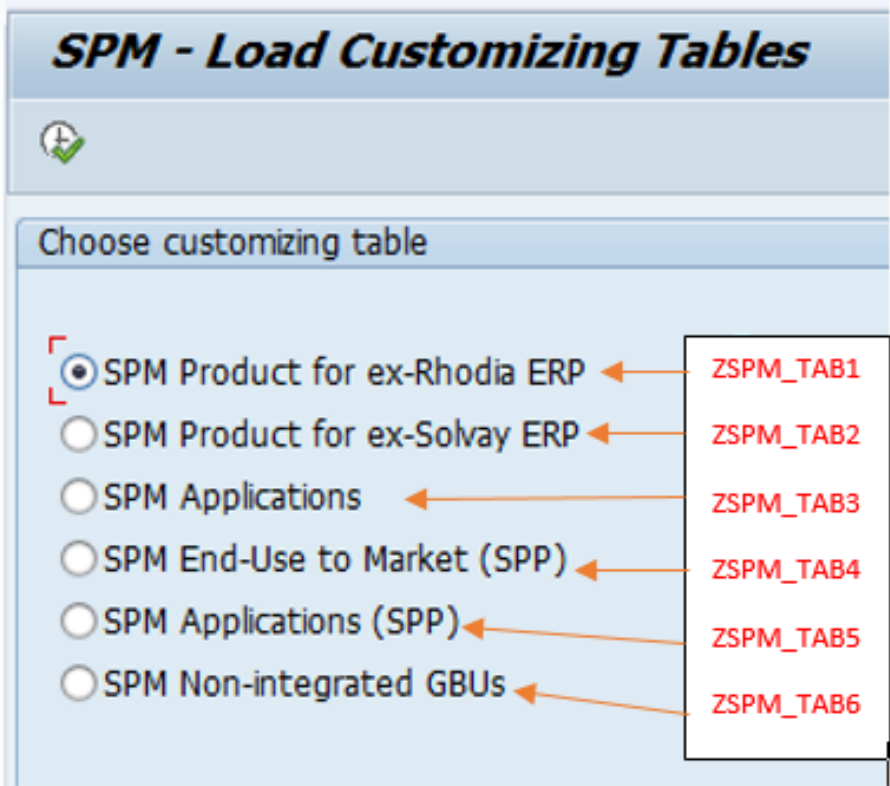 SPM - Load Customizing Tables
Choose customizing table
SPM Product for ex-Rhodia ERP ZSPM_TAB1
SPM Product for ex-Solvay ERP ZSPM_TAB2
SPM Applications ZSPM_TAB3
SPM End-Use to Market (SPP) ZSPM_TAB4
SPM Applications (SPP) ZSPM_TAB5
SPM Non-integrated GBUs ZSPM_TAB6